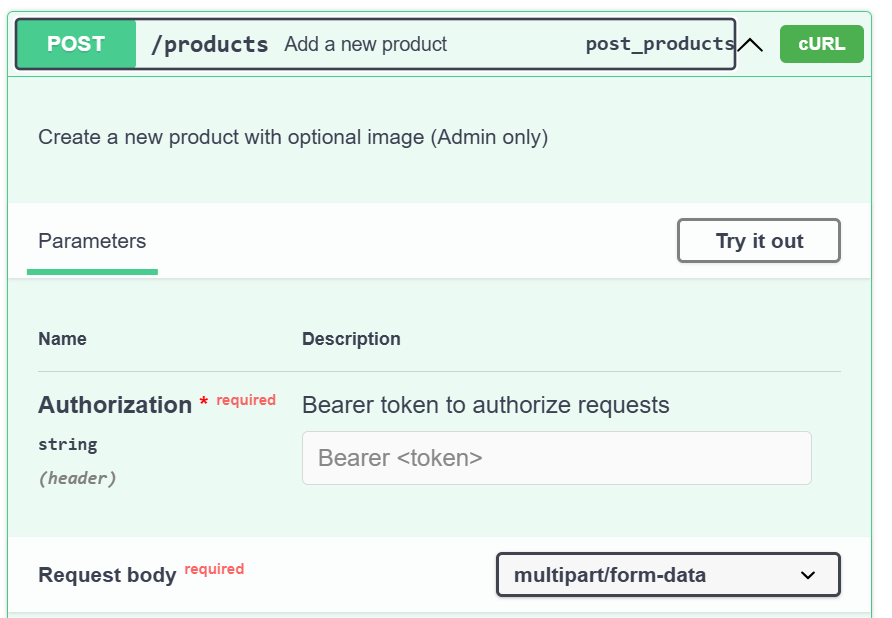 POST /products Add a new product post_products cURL
Create a new product with optional image (Admin only)
Parameters Try it out
Name Description
Authorization * required Bearer token to authorize requests
string Bearer <token>
(header)
Request body required multipart/form-data